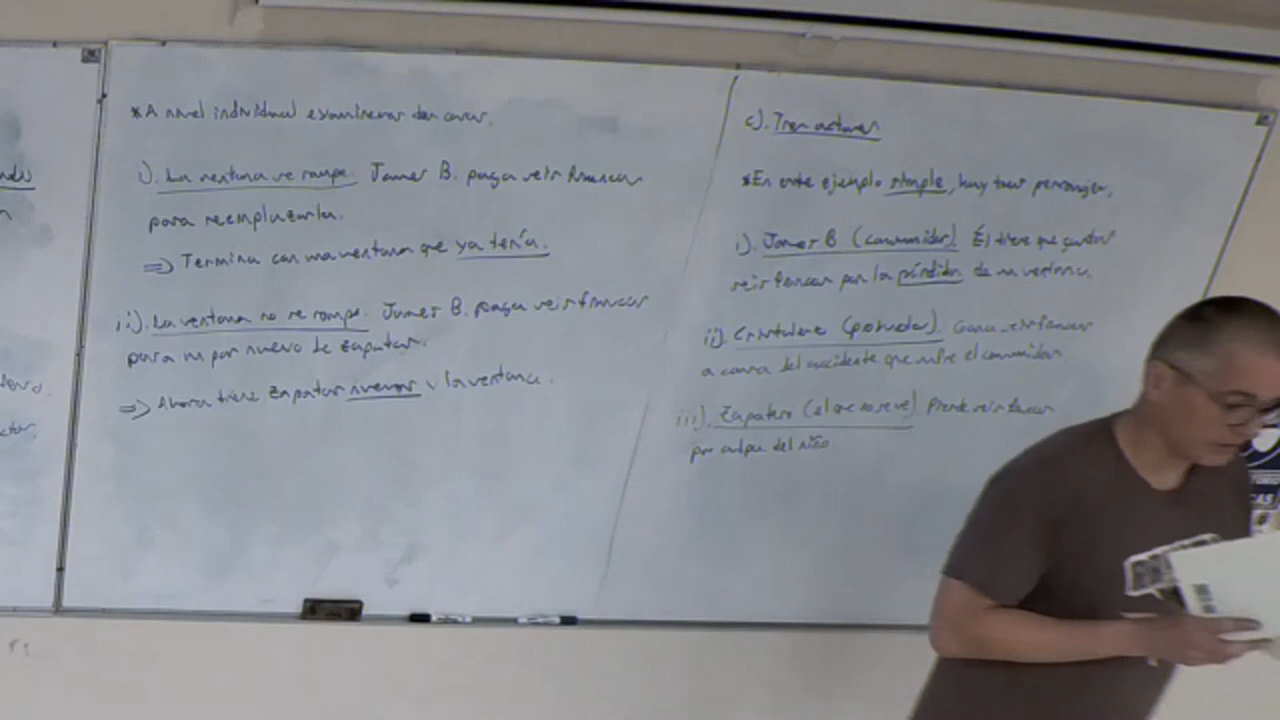 * A nivel individual examinemos dos casos.
i). La ventana se rompe. James B. paga seis francos
para reemplazarla.
=> Termina con una ventana que ya tenía.
ii). La ventana no se rompe. James B. paga seis francos
para un par nuevo de zapatos.
=> Ahora tiene zapatos nuevos y la ventana.
c). Tres actores
* En este ejemplo simple, hay tres personajes.
i). James B (consumidor). Él tiene que gastar
seis francos por la pérdida de su ventana.
ii). Cristalero (productor). Gana seis francos
a causa del accidente que sufre el consumidor.
iii). Zapatero (el que no se ve). Pierde seis francos
por culpa del niño